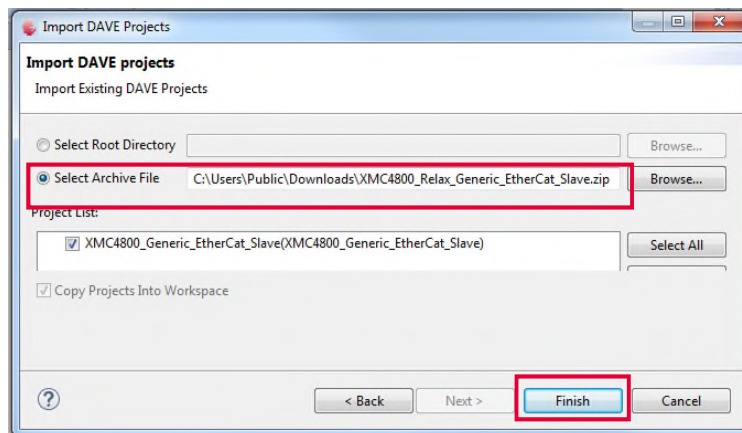 Import DAVE Projects
Import DAVE projects
Import Existing DAVE Projects
Select Root Directory Browse...
Select Archive File C:\Users\Public\Downloads\XMC4800_Relax_Generic_EtherCat_Slave.zip Browse...
Project List:
XMC4800_Generic_EtherCat_Slave(XMC4800_Generic_EtherCat_Slave) Select All
Copy Projects Into Workspace
? < Back Next > Finish Cancel